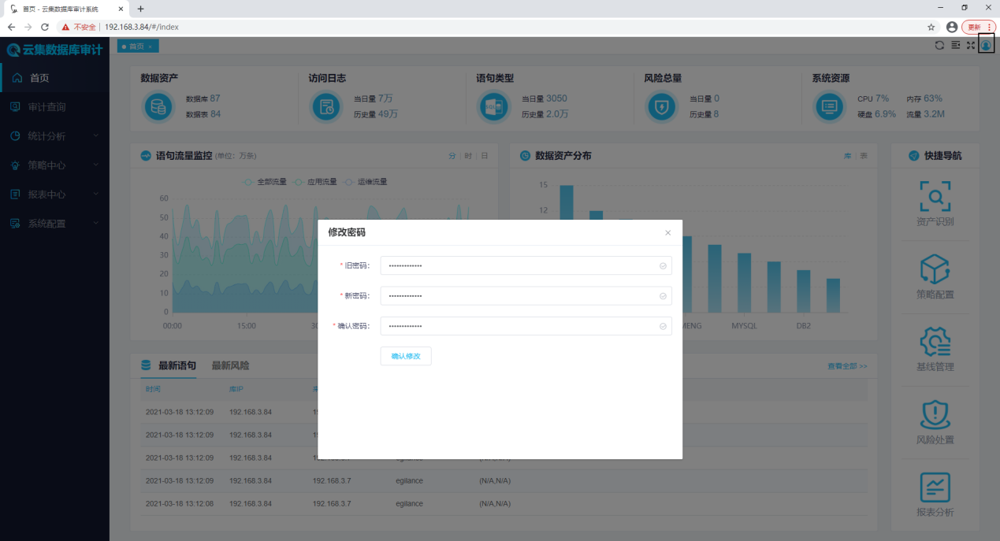 首页 - 云集数据库审计系统
不安全 | 192.168.3.84/#/index
更新
云集数据库审计
首页
首页
审计查询
统计分析
策略中心
报表中心
系统配置
数据资产
数据库 87
数据表 84
访问日志
当日量 7万
历史量 49万
语句类型
SQL
当日量 3050
历史量 2.0万
风险总量
当日量 0
历史量 8
系统资源
CPU 7% 内存 63%
硬盘 6.9% 流量 3.2M
语句流量监控 (单位：万条)
分 | 时 | 日
全部流量 应用流量 运维流量
60
50
40
30
20
10
0
00:00 15:00
数据资产分布
库 | 表
15
12
MYSQL DB2
快捷导航
资产识别
策略配置
基线管理
风险处置
报表分析
修改密码
* 旧密码：
* 新密码：
* 确认密码：
确认修改
最新语句 最新风险
查看全部 >>
时间 库IP
2021-03-18 13:12:09 192.168.3.84
2021-03-18 13:12:09 192.168.3.84
2021-03-18 13:12:09 192.168.3.84
2021-03-18 13:12:09 192.168.3.84 192.168.3.7 egilance (N/A,N/A)
2021-03-18 13:12:08 192.168.3.84 192.168.3.7 egilance (N/A,N/A)